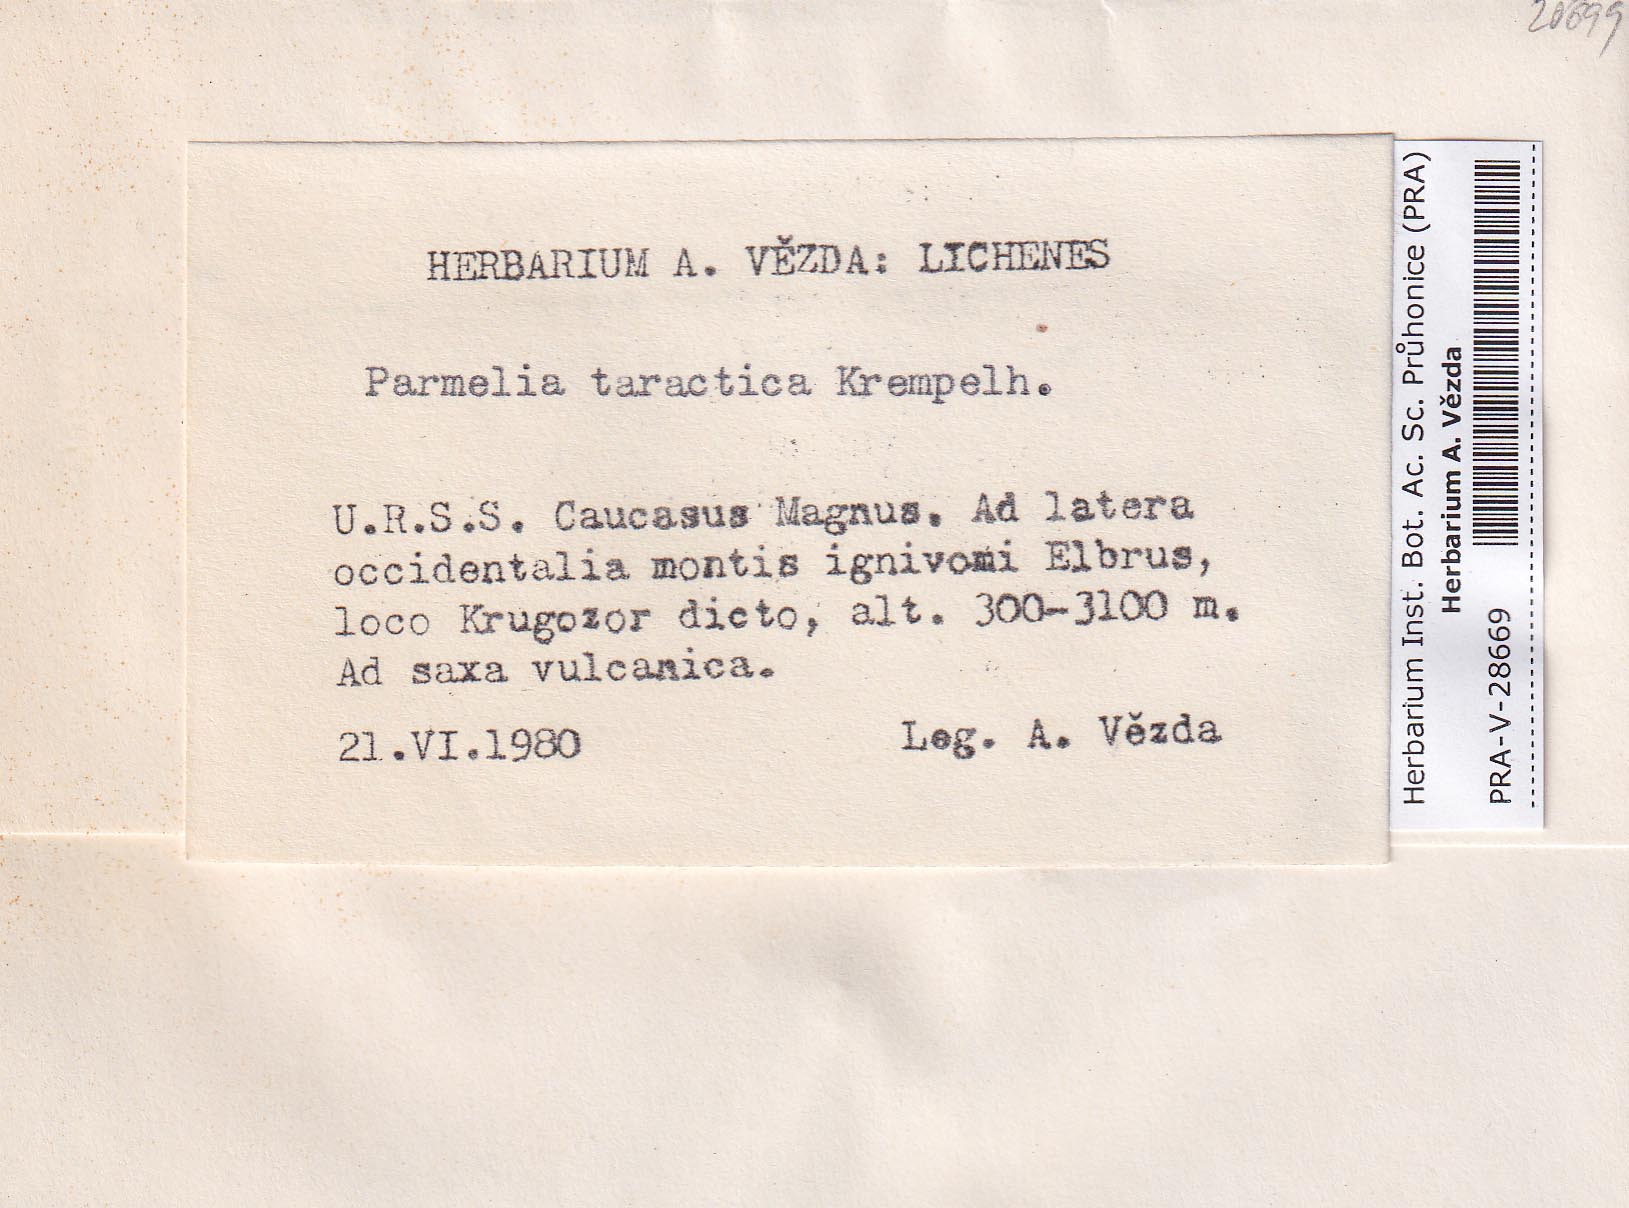 20699
HERBARIUM A. VĚZDA: LICHENES
Parmelia taractica Krempelh.
U.R.S.S. Caucasus Magnus. Ad latera
occidentalia montis ignivomi Elbrus,
loco Krugozor dicto, alt. 300-3100 m.
Ad saxa vulcanica.
21.VI.1980 Leg. A. Vězda
Herbarium Inst. Bot. Ac. Sc. Průhonice (PRA)
Herbarium A. Vězda
PRA-V-28669